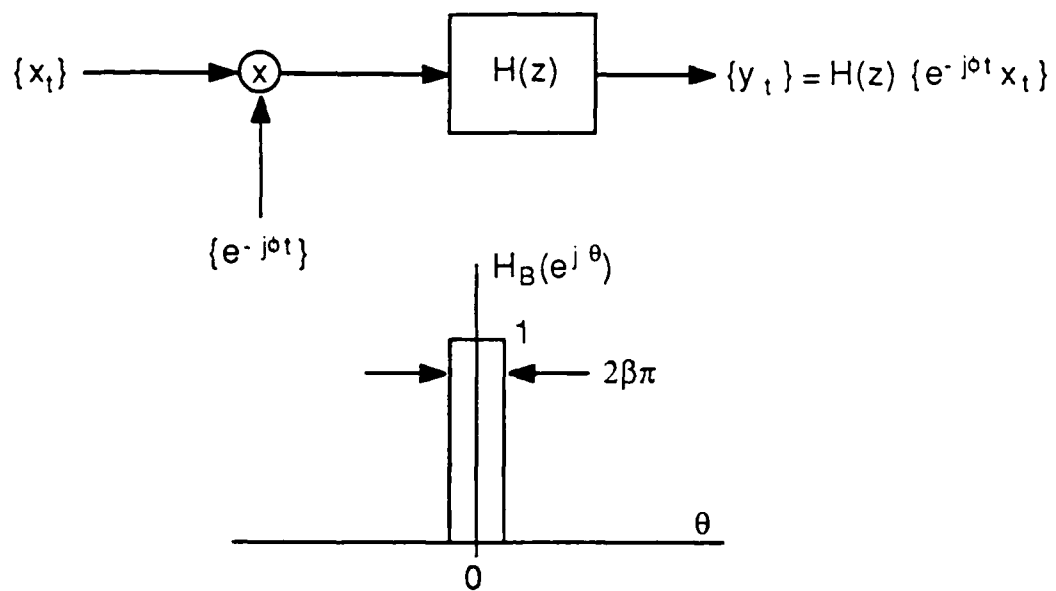 {x_t} x H(z) {y_t} = H(z) {e^{-jϕt} x_t}
{e^{-jϕt}}
H_B(e^{jθ})
1
2βπ
θ
0